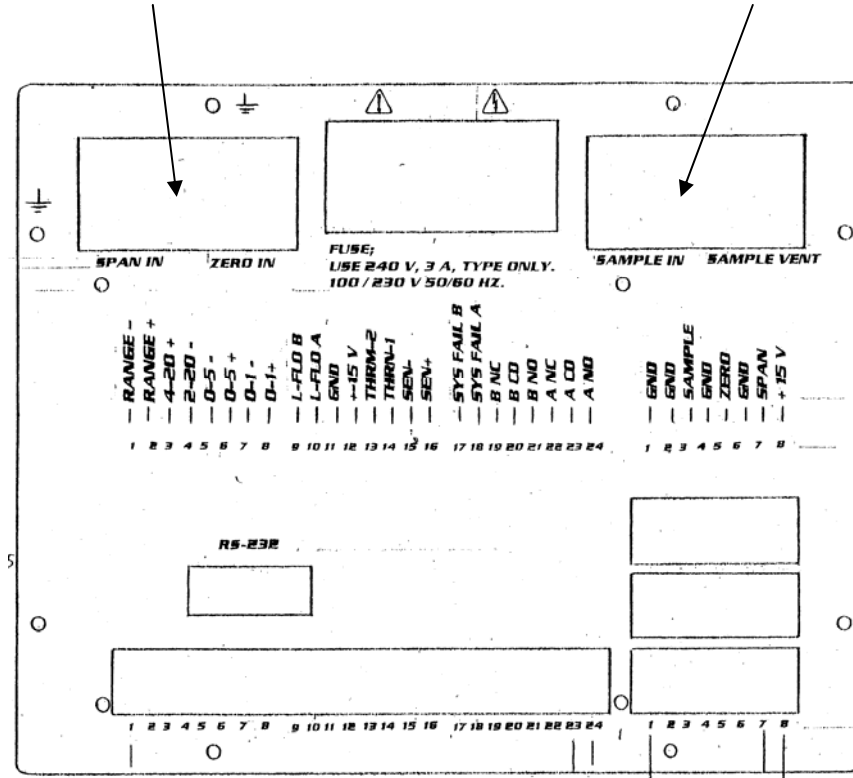 SPAN IN ZERO IN
FUSE;
USE 240 V, 3 A, TYPE ONLY.
100 / 230 V 50/60 HZ.
SAMPLE IN SAMPLE VENT
RANGE -
RANGE +
4-20 +
2-20 -
0-5 -
0-5 +
0-1 -
0-1+
L-FLO B
L-FLO A
GND
+-15 V
THRM-2
THRN-1
SEN-
SEN+
SYS FAIL B
SYS FAIL A
B NC
B CO
B NO
A NC
A CO
A NO
GND
GND
SAMPLE
GND
ZERO
GND
SPAN
+ 15 V
1 2 3 4 5 6 7 8 9 10 11 12 13 14 15 16 17 18 19 20 21 22 23 24 1 2 3 4 5 6 7 8
RS-232
1 2 3 4 5 6 7 8 9 10 11 12 13 14 15 16 17 18 19 20 21 22 23 24 1 2 3 4 5 6 7 8